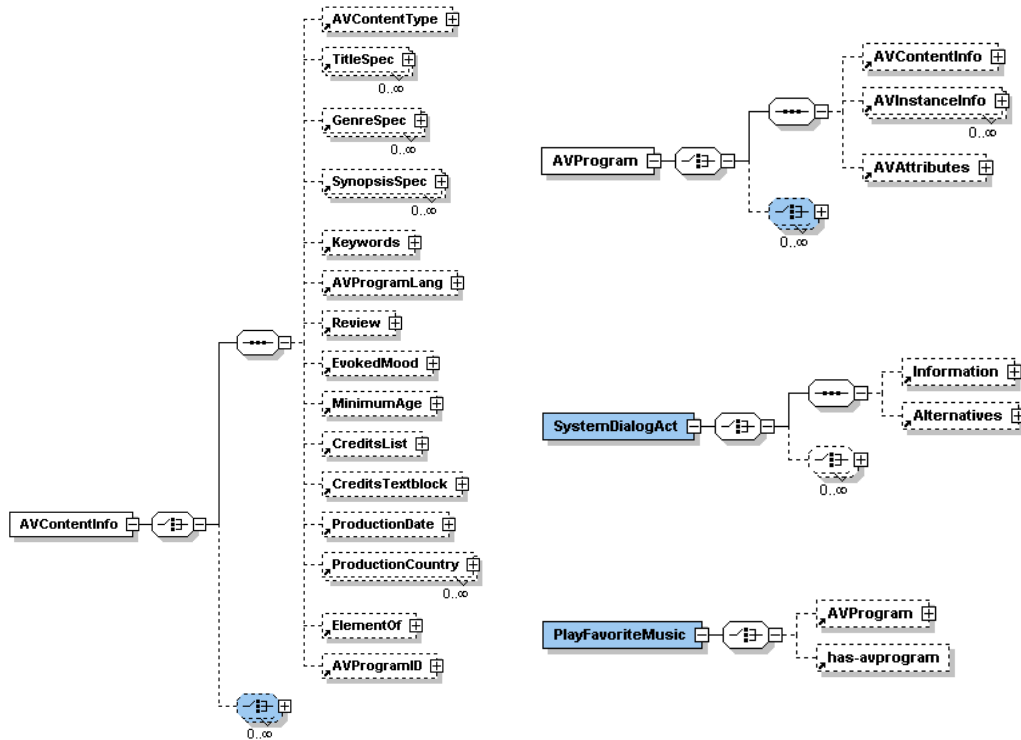 AVContentType
TitleSpec
0..∞
GenreSpec
0..∞
SynopsisSpec
0..∞
Keywords
AVProgramLang
Review
EvokedMood
MinimumAge
CreditsList
CreditsTextblock
AVContentInfo
ProductionDate
ProductionCountry
0..∞
ElementOf
AVProgramID
0..∞
AVContentInfo
AVInstanceInfo
0..∞
AVProgram
AVAttributes
0..∞
Information
SystemDialogAct
Alternatives
0..∞
AVProgram
PlayFavoriteMusic
has-avprogram